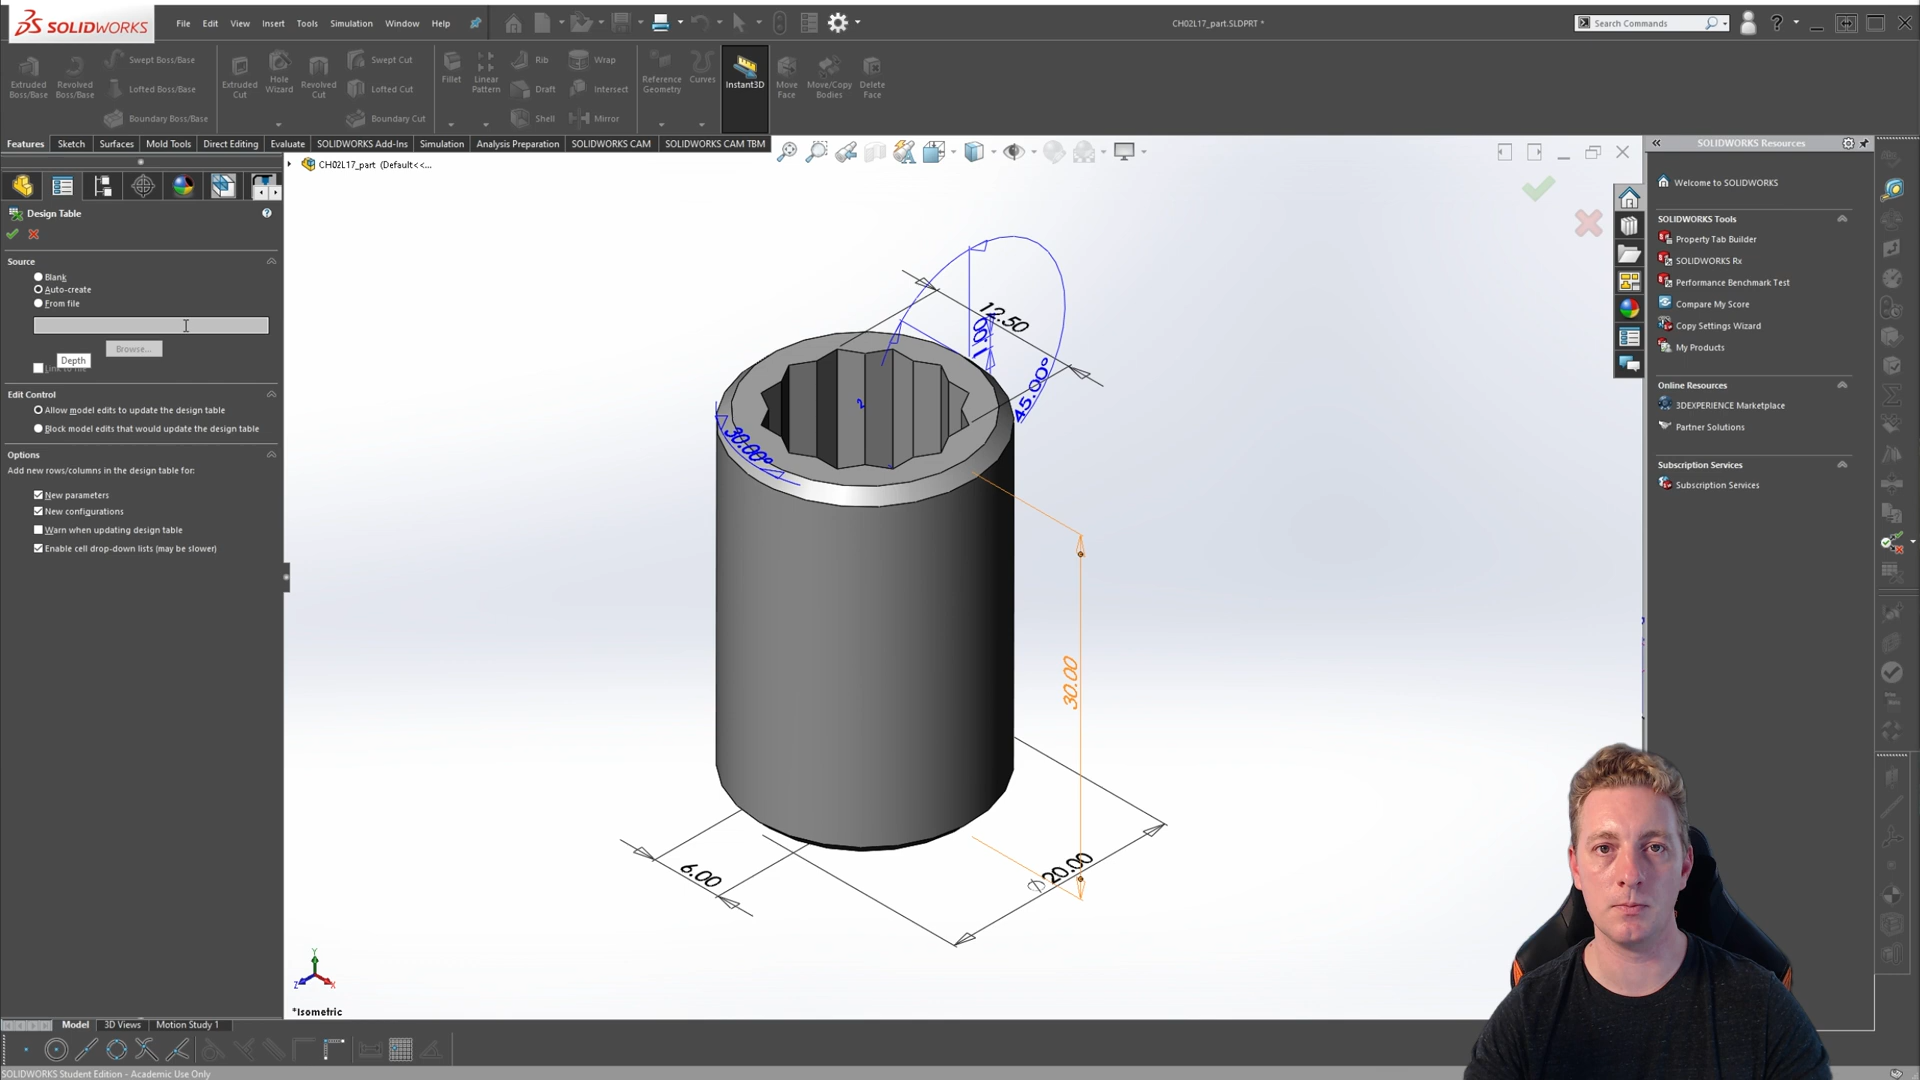 SOLIDWORKS
File Edit View Insert Tools Simulation Window Help
CH02L17_part.SLDPRT *
Search Commands
Extruded Boss/Base
Revolved Boss/Base
Swept Boss/Base
Lofted Boss/Base
Boundary Boss/Base
Extruded Cut
Hole Wizard
Revolved Cut
Swept Cut
Lofted Cut
Boundary Cut
Fillet
Linear Pattern
Rib
Draft
Shell
Wrap
Intersect
Mirror
Reference Geometry
Curves
Instant3D
Move Face
Move/Copy Bodies
Delete Face
Features Sketch Surfaces Mold Tools Direct Editing Evaluate SOLIDWORKS Add-Ins Simulation Analysis Preparation SOLIDWORKS CAM SOLIDWORKS CAM TBM
CH02L17_part (Default<<...
Design Table
Source
Blank
Auto-create
From file
Browse...
Depth
Link to file
Edit Control
Allow model edits to update the design table
Block model edits that would update the design table
Options
Add new rows/columns in the design table for:
New parameters
New configurations
Warn when updating design table
Enable cell drop-down lists (may be slower)
12.50
1.00
45.00°
2
30.00°
30.00
6.00
Φ20.00
Y
Z
X
*Isometric
SOLIDWORKS Resources
Welcome to SOLIDWORKS
SOLIDWORKS Tools
Property Tab Builder
SOLIDWORKS Rx
Performance Benchmark Test
Compare My Score
Copy Settings Wizard
My Products
Online Resources
3DEXPERIENCE Marketplace
Partner Solutions
Subscription Services
Subscription Services
Model 3D Views Motion Study 1
SOLIDWORKS Student Edition - Academic Use Only